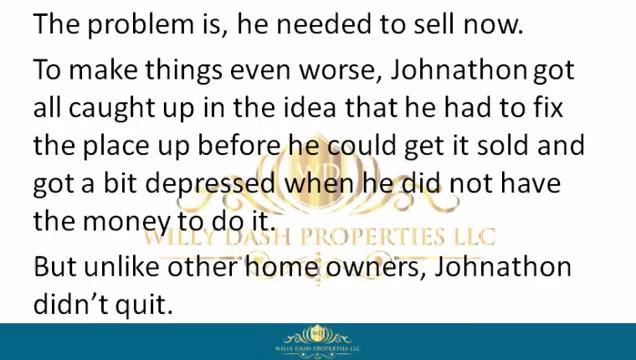 The problem is, he needed to sell now.
To make things even worse, Johnathon got
all caught up in the idea that he had to fix
the place up before he could get it sold and
got a bit depressed when he did not have
the money to do it.
WILLY DASH PROPERTIES LLC
But unlike other home owners, Johnathon
didn’t quit.
WILLY DASH PROPERTIES LLC